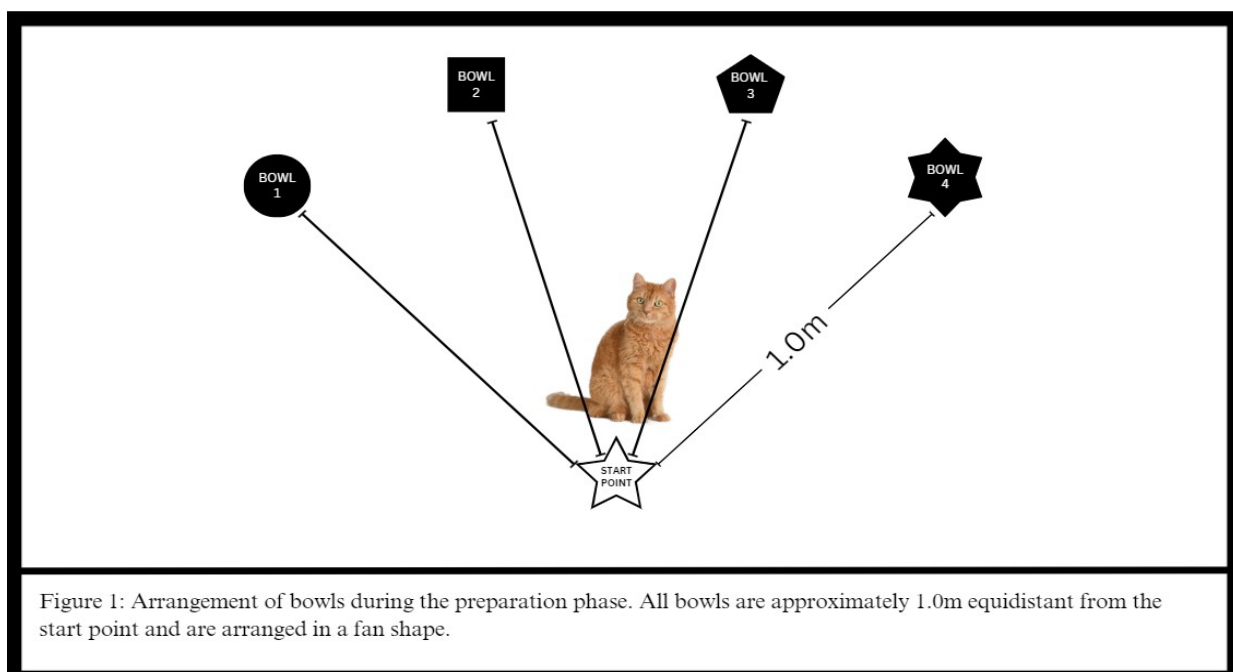 BOWL
2
BOWL
3
BOWL
1
BOWL
4
1.0m
START
POINT
Figure 1: Arrangement of bowls during the preparation phase. All bowls are approximately 1.0m equidistant from the
start point and are arranged in a fan shape.